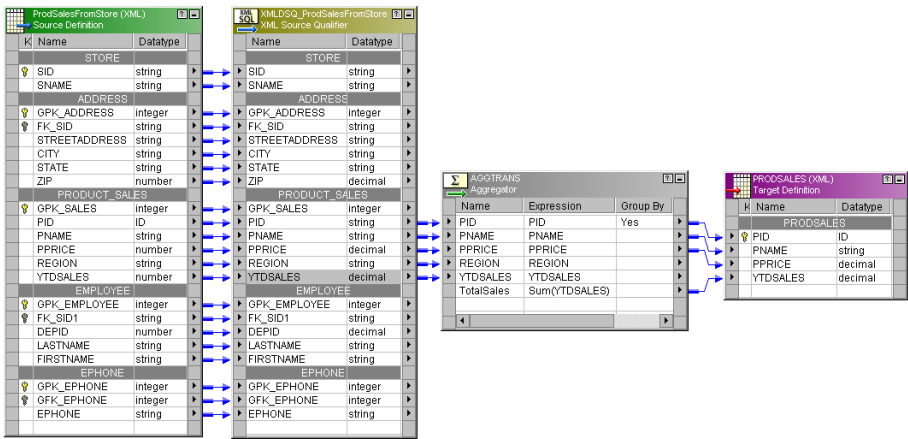 ProdSalesFromStore (XML)
Source Definition
K Name Datatype
STORE
SID string
SNAME string
ADDRESS
GPK_ADDRESS integer
FK_SID string
STREETADDRESS string
CITY string
STATE string
ZIP number
PRODUCT_SALES
GPK_SALES integer
PID ID
PNAME string
PPRICE number
REGION string
YTDSALES number
EMPLOYEE
GPK_EMPLOYEE integer
FK_SID1 string
DEPID number
LASTNAME string
FIRSTNAME string
EPHONE
GPK_EPHONE integer
GFK_EPHONE integer
EPHONE string
XML SQL
XMLDSQ_ProdSalesFromStore
XML Source Qualifier
Name Datatype
STORE
SID string
SNAME string
ADDRESS
GPK_ADDRESS integer
FK_SID string
STREETADDRESS string
CITY string
STATE string
ZIP decimal
PRODUCT_SALES
GPK_SALES integer
PID string
PNAME string
PPRICE decimal
REGION string
YTDSALES decimal
EMPLOYEE
GPK_EMPLOYEE integer
FK_SID1 string
DEPID decimal
LASTNAME string
FIRSTNAME string
EPHONE
GPK_EPHONE integer
GFK_EPHONE integer
EPHONE string
Σ AGGTRANS
Aggregator
Name Expression Group By
PID PID Yes
PNAME PNAME
PPRICE PPRICE
REGION REGION
YTDSALES YTDSALES
TotalSales Sum(YTDSALES)
PRODSALES (XML)
Target Definition
K Name Datatype
PRODSALES
PID ID
PNAME string
PPRICE decimal
YTDSALES decimal